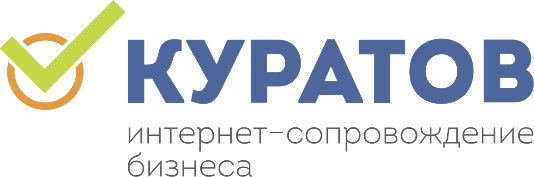 КУРАТОВ
интернет-сопровождение
бизнеса